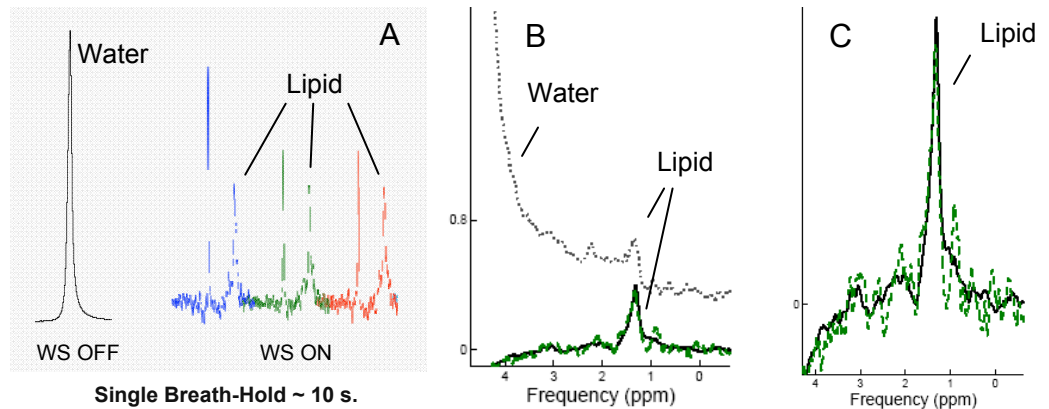 A
Water
Lipid
WS OFF
WS ON
Single Breath-Hold ~ 10 s.
B
Water
Lipid
0.8
0
4 3 2 1 0
Frequency (ppm)
C
Lipid
0
4 3 2 1 0
Frequency (ppm)